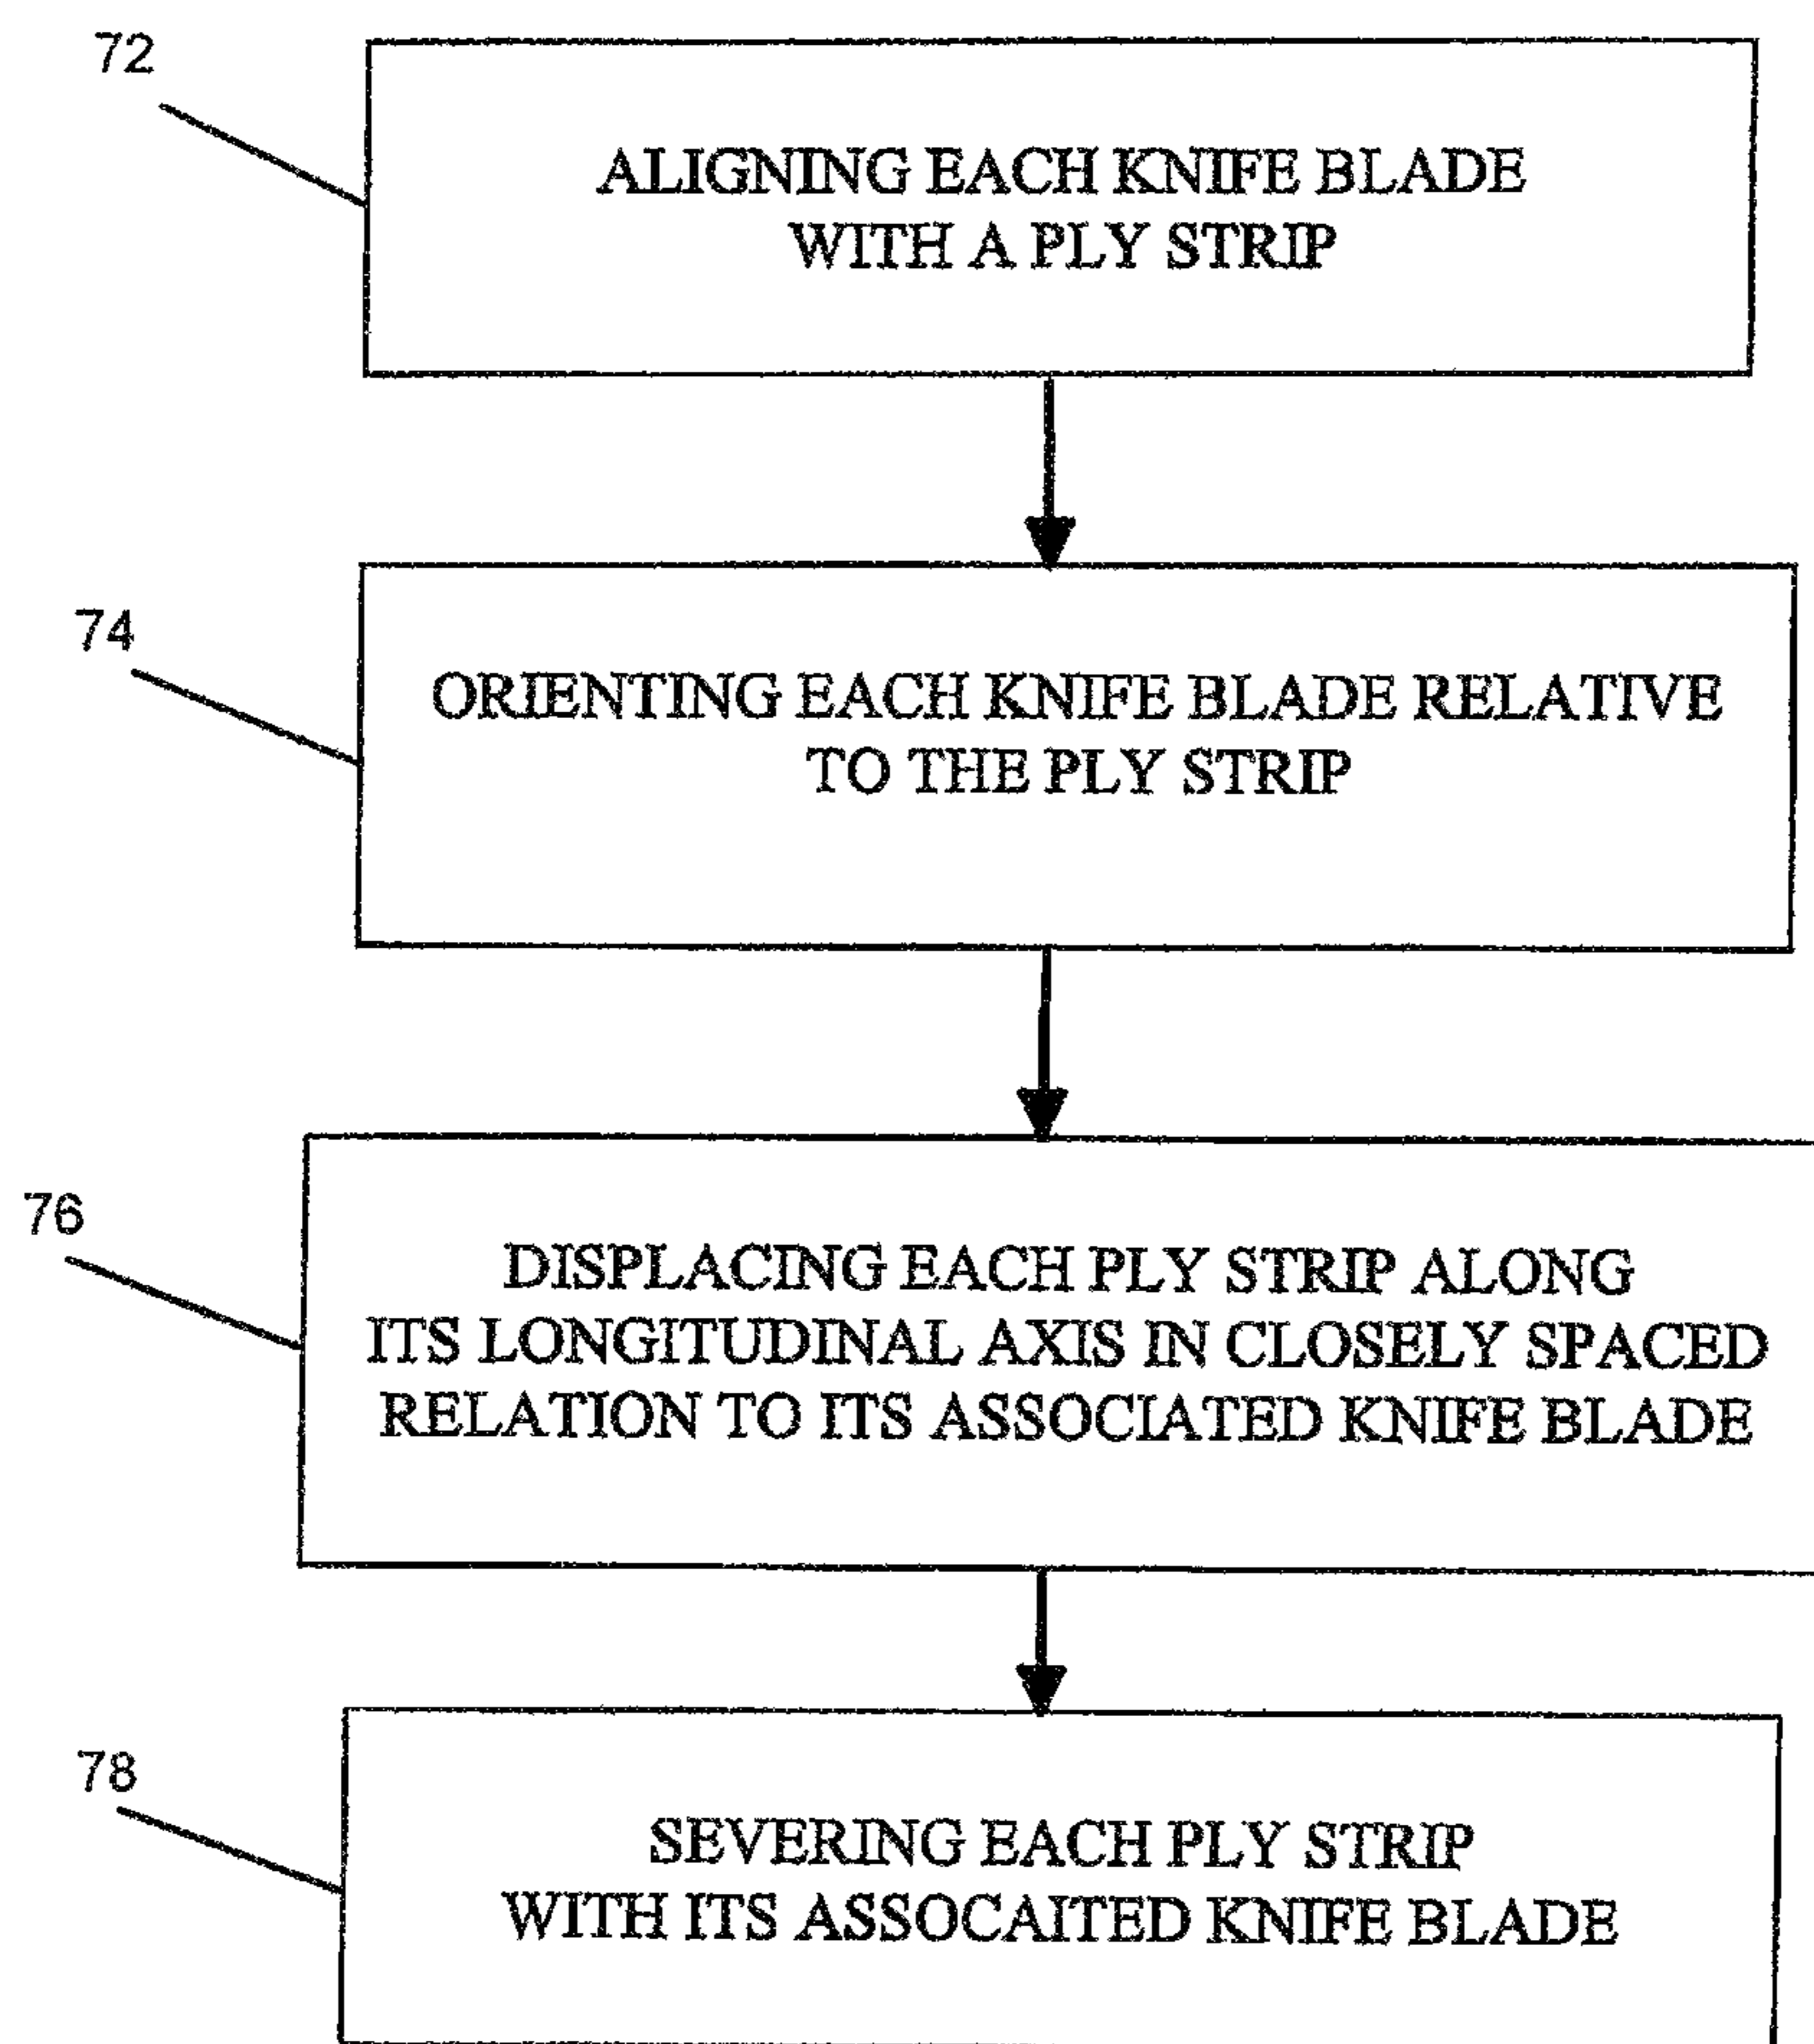 72
ALIGNING EACH KNIFE BLADE
WITH A PLY STRIP
74
ORIENTING EACH KNIFE BLADE RELATIVE
TO THE PLY STRIP
76
DISPLACING EACH PLY STRIP ALONG
ITS LONGITUDINAL AXIS IN CLOSELY SPACED
RELATION TO ITS ASSOCIATED KNIFE BLADE
78
SEVERING EACH PLY STRIP
WITH ITS ASSOCAITED KNIFE BLADE